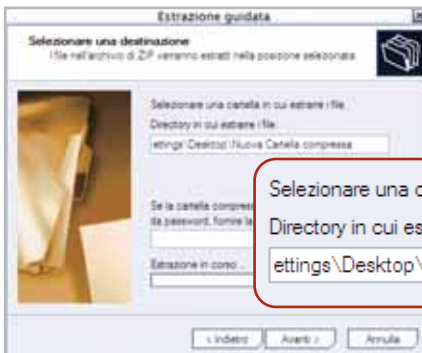 Estrazione guidata
Selezionare una destinazione
I file nell'archivio di ZIP verranno estratti nella posizione selezionata
Selezionare una cartella in cui estrarre i file.
Directory in cui estrarre i file:
ettings\Desktop\Nuova Cartella compressa
Se la cartella compres
da password, fornire la
Estrazione in corso ...
Selezionare una c
Directory in cui es
ettings\Desktop\
< Indietro
Avanti >
Annulla